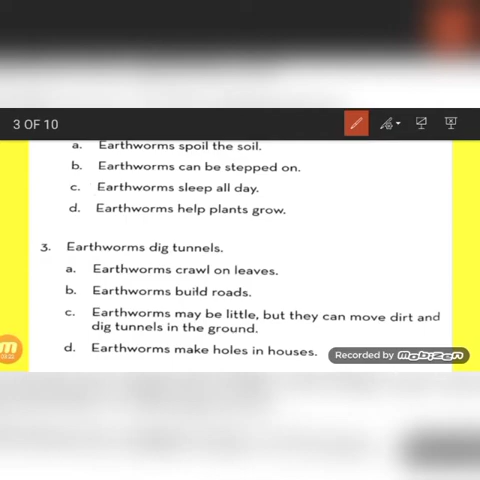 3 OF 10
a. Earthworms spoil the soil.
b. Earthworms can be stepped on.
c. Earthworms sleep all day.
d. Earthworms help plants grow.
3. Earthworms dig tunnels.
a. Earthworms crawl on leaves.
b. Earthworms build roads.
c. Earthworms may be little, but they can move dirt and
dig tunnels in the ground.
d. Earthworms make holes in houses.
Recorded by Mobizen